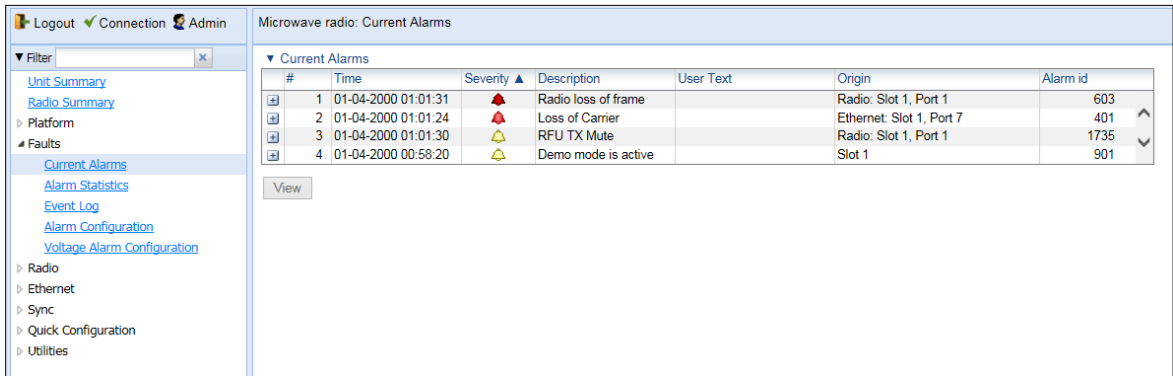 Logout Connection Admin
Microwave radio: Current Alarms
Filter
Unit Summary
Radio Summary
Platform
Faults
Current Alarms
Alarm Statistics
Event Log
Alarm Configuration
Voltage Alarm Configuration
Radio
Ethernet
Sync
Quick Configuration
Utilities
Current Alarms
# Time Severity Description User Text Origin Alarm id
1 01-04-2000 01:01:31 Radio loss of frame Radio: Slot 1, Port 1 603
2 01-04-2000 01:01:24 Loss of Carrier Ethernet: Slot 1, Port 7 401
3 01-04-2000 01:01:30 RFU TX Mute Radio: Slot 1, Port 1 1735
4 01-04-2000 00:58:20 Demo mode is active Slot 1 901
View